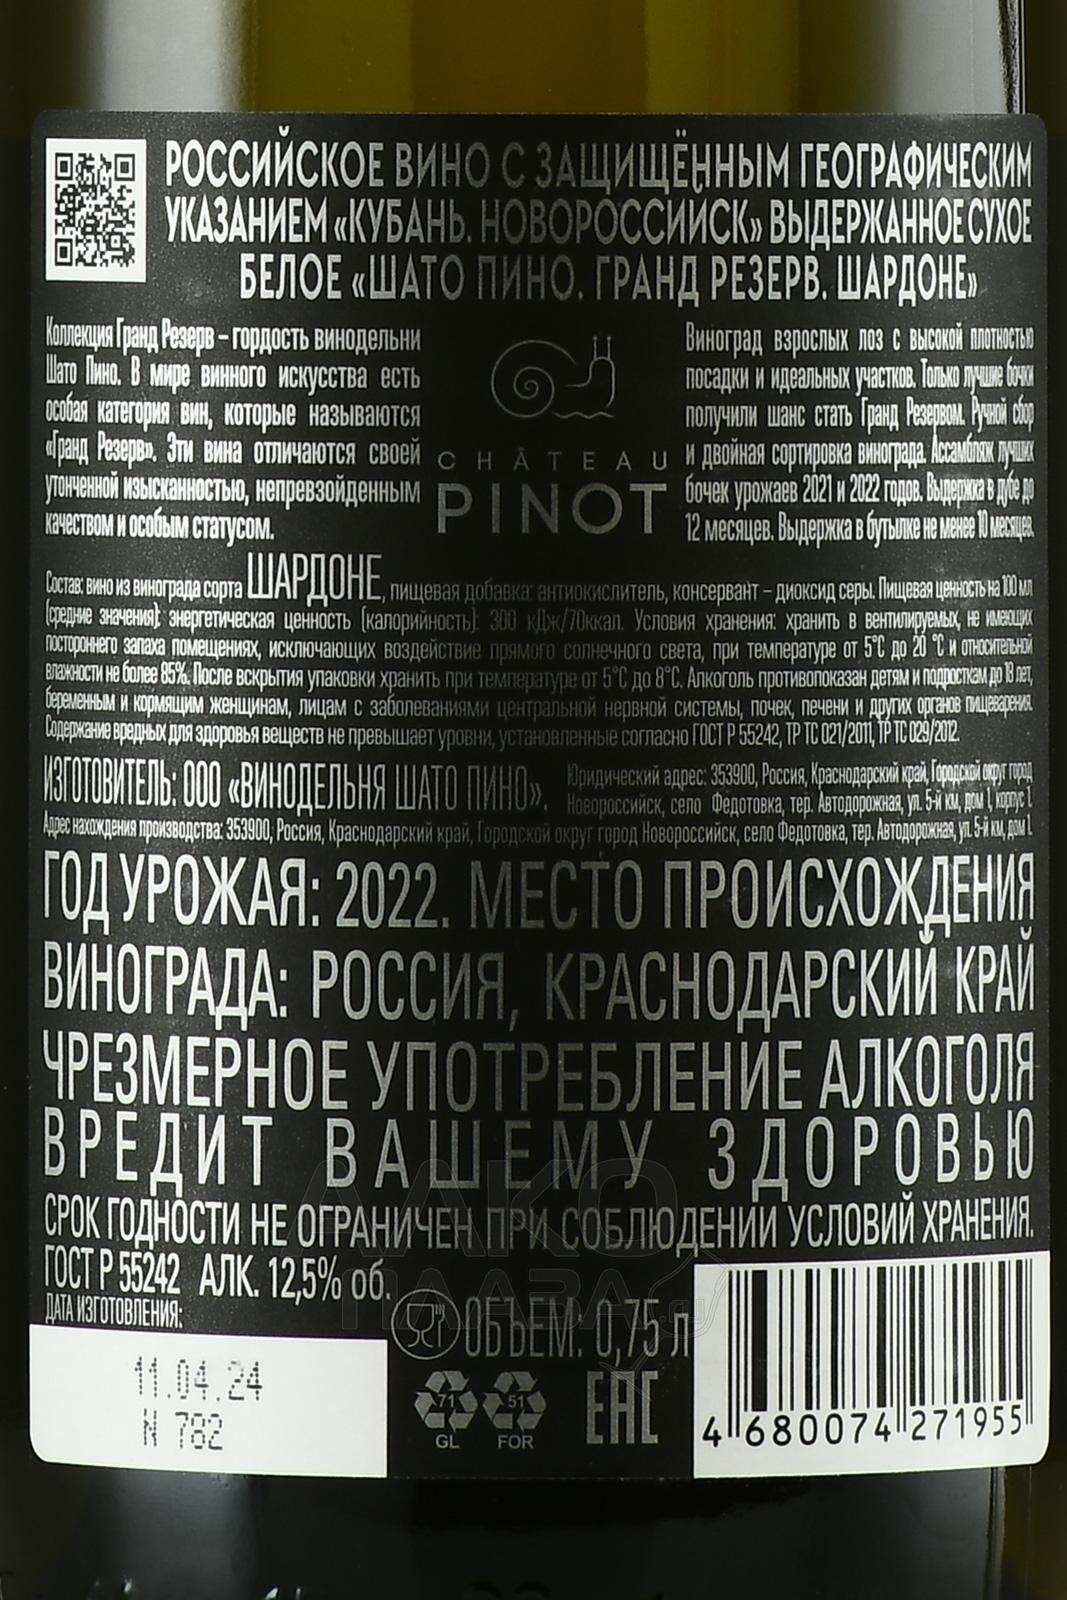 РОССИЙСКОЕ ВИНО С ЗАЩИЩЁННЫМ ГЕОГРАФИЧЕСКИМ
УКАЗАНИЕМ «КУБАНЬ. НОВОРОССИЙСК» ВЫДЕРЖАННОЕ СУХОЕ
БЕЛОЕ «ШАТО ПИНО. ГРАНД РЕЗЕРВ. ШАРДОНЕ»
Коллекция Гранд Резерв – гордость винодельни
Шато Пино. В мире винного искусства есть
особая категория вин, которые называются
«Гранд Резерв». Эти вина отличаются своей
утонченной изысканностью, непревзойденным
качеством и особым статусом.
CHÂTEAU
PINOT
Виноград взрослых лоз с высокой плотностью
посадки и идеальных участков. Только лучшие бочки
получили шанс стать Гранд Резервом. Ручной сбор
и двойная сортировка винограда. Ассамбляж лучших
бочек урожаев 2021 и 2022 годов. Выдержка в дубе до
12 месяцев. Выдержка в бутылке не менее 10 месяцев.
Состав: вино из винограда сорта ШАРДОНЕ, пищевая добавка: антиокислитель, консервант – диоксид серы. Пищевая ценность на 100 мл
(средние значения): энергетическая ценность (калорийность): 300 кДж/70ккал. Условия хранения: хранить в вентилируемых, не имеющих
постороннего запаха помещениях, исключающих воздействие прямого солнечного света, при температуре от 5°С до 20 °С и относительной
влажности не более 85%. После вскрытия упаковки хранить при температуре от 5°С до 8°С. Алкоголь противопоказан детям и подросткам до 18 лет,
беременным и кормящим женщинам, лицам с заболеваниями центральной нервной системы, почек, печени и других органов пищеварения.
Содержание вредных для здоровья веществ не превышает уровни, установленные согласно ГОСТ Р 55242, ТР ТС 021/2011, ТР ТС 029/2012.
ИЗГОТОВИТЕЛЬ: ООО «ВИНОДЕЛЬНЯ ШАТО ПИНО».
Юридический адрес: 353900, Россия, Краснодарский край, Городской округ город
Новороссийск, село Федотовка, тер. Автодорожная, ул. 5-й км, дом 1, корпус 1.
Адрес нахождения производства: 353900, Россия, Краснодарский край, Городской округ город Новороссийск, село Федотовка, тер. Автодорожная, ул. 5-й км, дом 1.
ГОД УРОЖАЯ: 2022. МЕСТО ПРОИСХОЖДЕНИЯ
ВИНОГРАДА: РОССИЯ, КРАСНОДАРСКИЙ КРАЙ
ЧРЕЗМЕРНОЕ УПОТРЕБЛЕНИЕ АЛКОГОЛЯ
ВРЕДИТ ВАШЕМУ ЗДОРОВЬЮ
СРОК ГОДНОСТИ НЕ ОГРАНИЧЕН ПРИ СОБЛЮДЕНИИ УСЛОВИЙ ХРАНЕНИЯ.
ГОСТ Р 55242 АЛК. 12,5% об.
ДАТА ИЗГОТОВЛЕНИЯ:
11.04.24
N 782
ОБЪЕМ: 0,75 л
71
GL
51
FOR
ЕАС
4 680074 271955
АЛКО
ПЛАЗА.ру